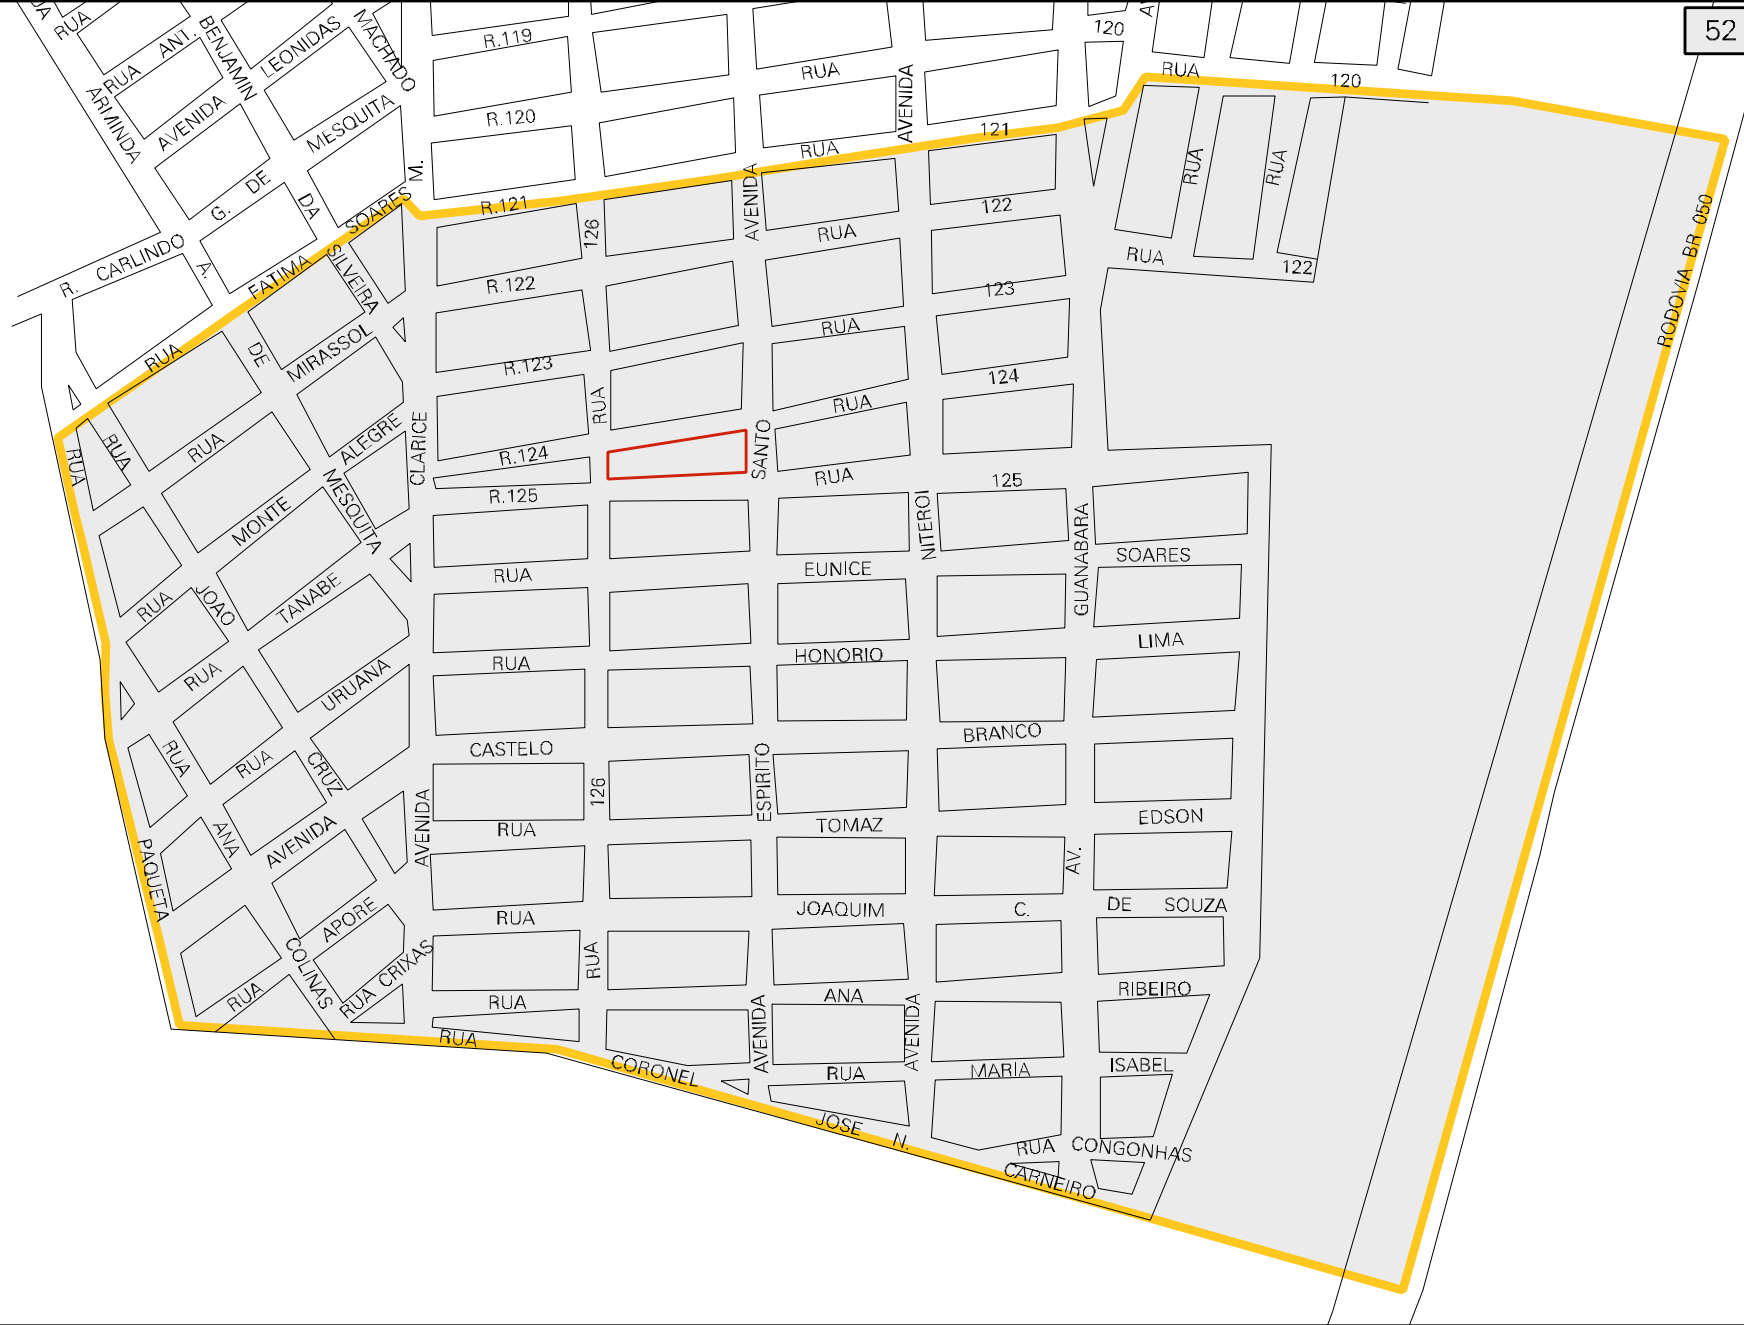 52
RUA
RUA ANT.
BENJAMIN
LEONIDAS
MACHADO
ARMINDA
AVENIDA
MESQUITA
R.119
R.120
RUA
AVENIDA
120
RUA
120
121
RUA
M.
G. DE
DA
R. CARLINDO
A.
RUA FATIMA SOARES
R.121
126
AVENIDA
RUA
122
RUA
RUA
RUA
122
RODOVIA BR 050
SILVEIRA
DE
MIRASSOL
R.122
RUA
123
R.123
RUA
RUA
124
CLARICE
RUA
RUA
RUA
ALEGRE
R.124
SANTO
RUA
125
R.125
MESQUITA
MONTE
NITEROI
GUANABARA
RUA
EUNICE
SOARES
RUA
JOAO
TANABE
RUA
HONORIO
LIMA
RUA
URUANA
CASTELO
BRANCO
RUA
RUA
CRUZ
AVENIDA
126
ESPIRITO
RUA
TOMAZ
EDSON
PAQUETA
ANA
AVENIDA
AV.
RUA
JOAQUIM
C.
DE SOUZA
APORE
COLINAS
RUA CRIXAS
RUA
RUA
RUA
ANA
RIBEIRO
AVENIDA
AVENIDA
RUA
CORONEL
RUA
MARIA
ISABEL
JOSE N.
RUA CONGONHAS
CARNEIRO